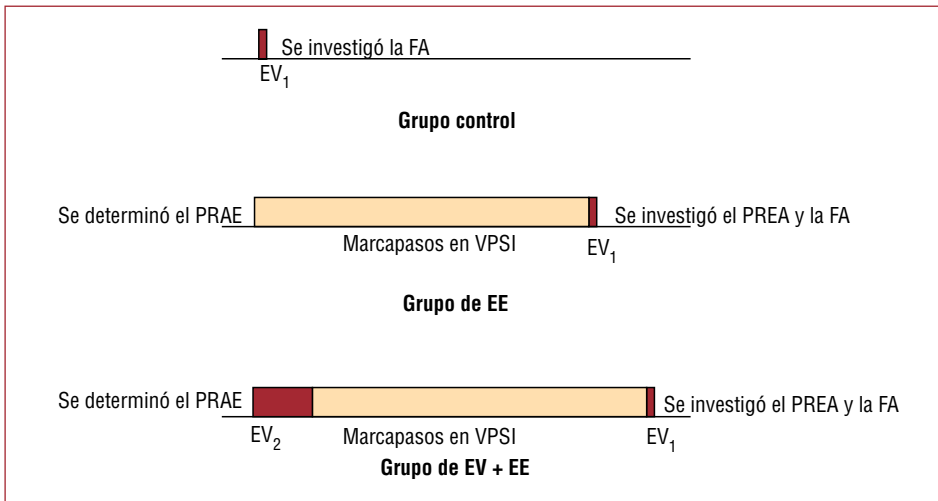 Se investigó la FA
EV1
Grupo control
Se determinó el PRAE
Se investigó el PREA y la FA
Marcapasos en VPSI
EV1
Grupo de EE
Se determinó el PRAE
Se investigó el PREA y la FA
EV2
Marcapasos en VPSI
EV1
Grupo de EV + EE